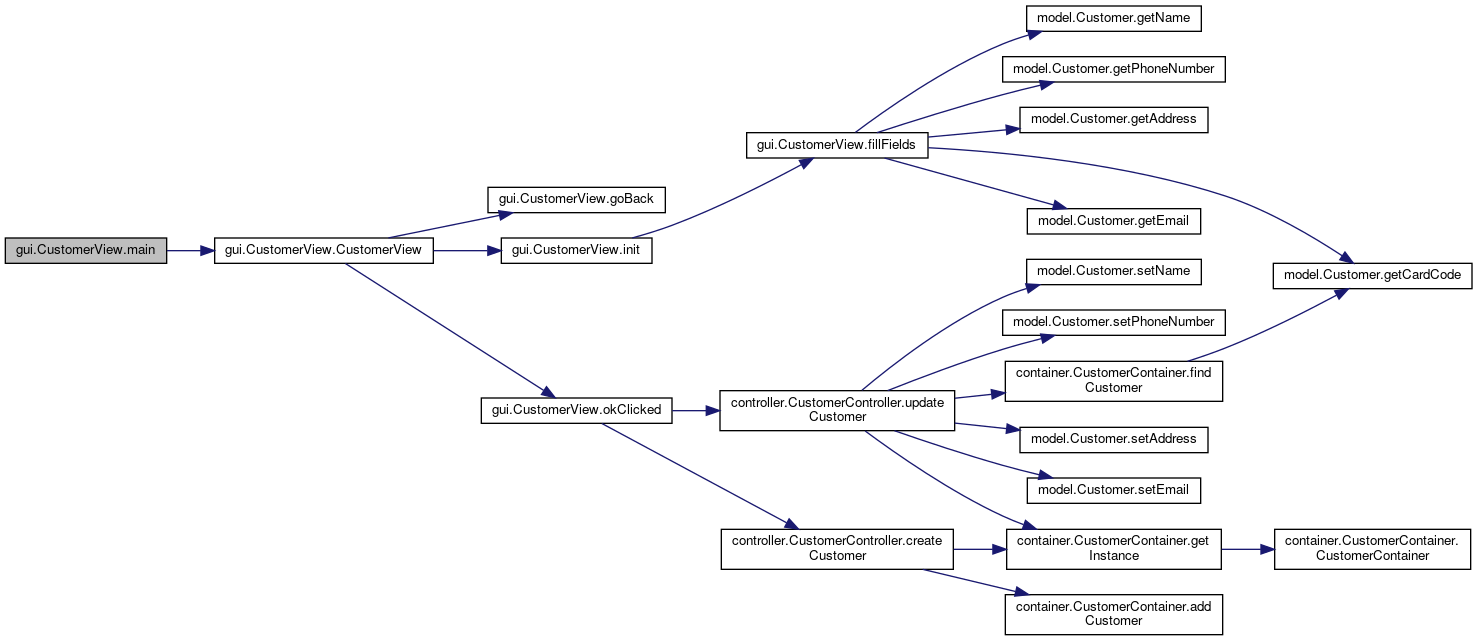 model.Customer.getName
model.Customer.getPhoneNumber
model.Customer.getAddress
gui.CustomerView.fillFields
gui.CustomerView.goBack
model.Customer.getEmail
gui.CustomerView.main
gui.CustomerView.CustomerView
gui.CustomerView.init
model.Customer.setName
model.Customer.getCardCode
model.Customer.setPhoneNumber
container.CustomerContainer.find
Customer
gui.CustomerView.okClicked
controller.CustomerController.update
Customer
model.Customer.setAddress
model.Customer.setEmail
controller.CustomerController.create
Customer
container.CustomerContainer.get
Instance
container.CustomerContainer.
CustomerContainer
container.CustomerContainer.add
Customer